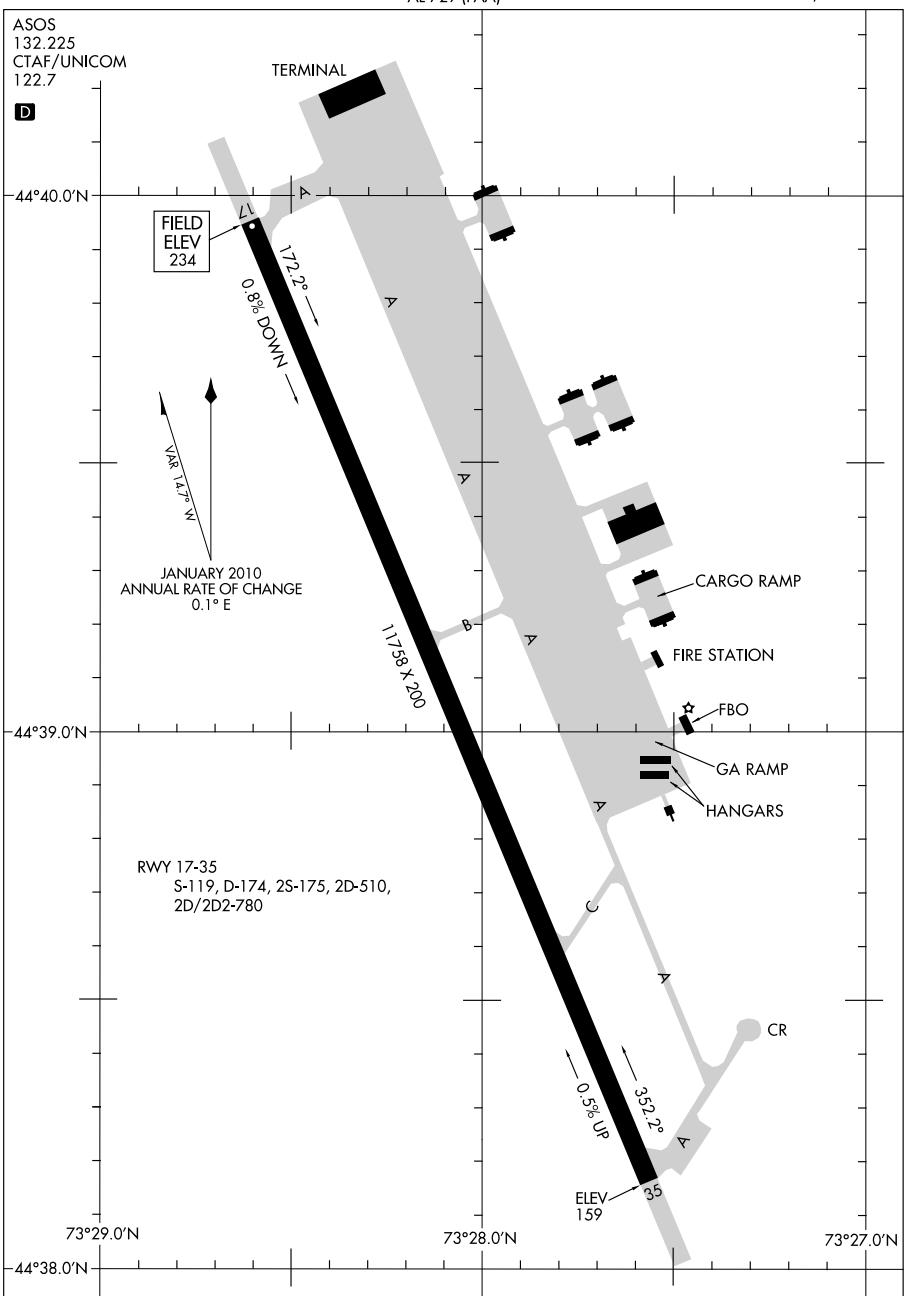 AL-729 (FAA)
ASOS
132.225
CTAF/UNICOM
122.7
D
TERMINAL
44°40.0'N
A
17
FIELD
ELEV
234
172.2°
0.8% DOWN
A
VAR 14.7° W
A
JANUARY 2010
ANNUAL RATE OF CHANGE
0.1° E
CARGO RAMP
B
A
11758 X 200
FIRE STATION
FBO
44°39.0'N
GA RAMP
HANGARS
A
RWY 17-35
S-119, D-174, 2S-175, 2D-510,
2D/2D2-780
C
A
CR
0.5% UP
352.2°
A
ELEV
159
35
73°29.0'W
73°28.0'W
73°27.0'W
44°38.0'N